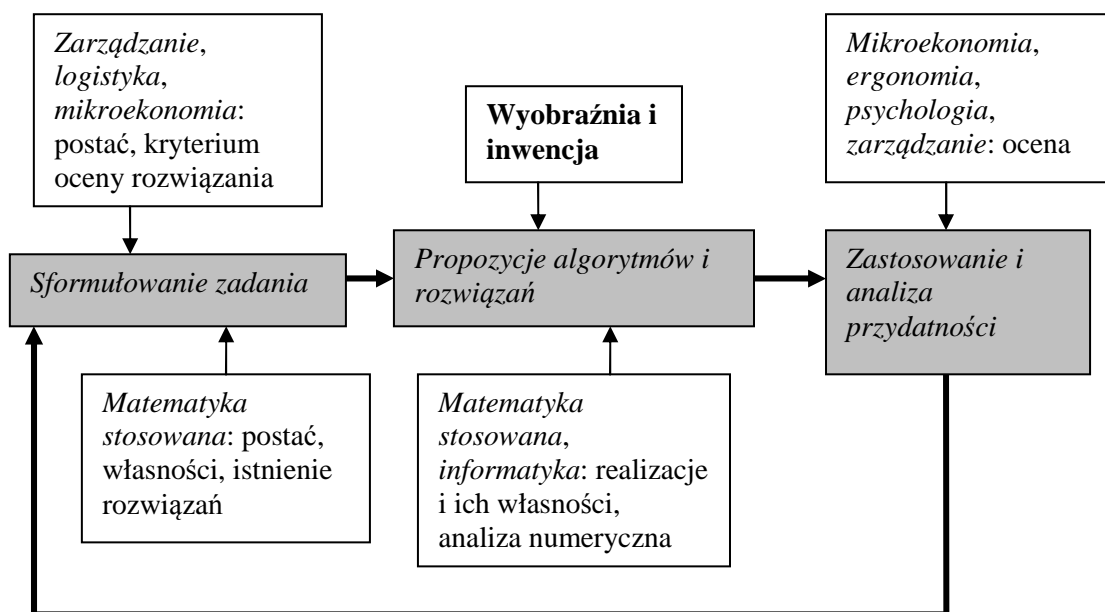 Zarządzanie,
logistyka,
mikroekonomia:
postać, kryterium
oceny rozwiązania
Wyobraźnia i
inwencja
Mikroekonomia,
ergonomia,
psychologia,
zarządzanie: ocena
Sformułowanie zadania
Propozycje algorytmów i
rozwiązań
Zastosowanie i
analiza
przydatności
Matematyka
stosowana: postać,
własności, istnienie
rozwiązań
Matematyka
stosowana,
informatyka: realizacje
i ich własności,
analiza numeryczna